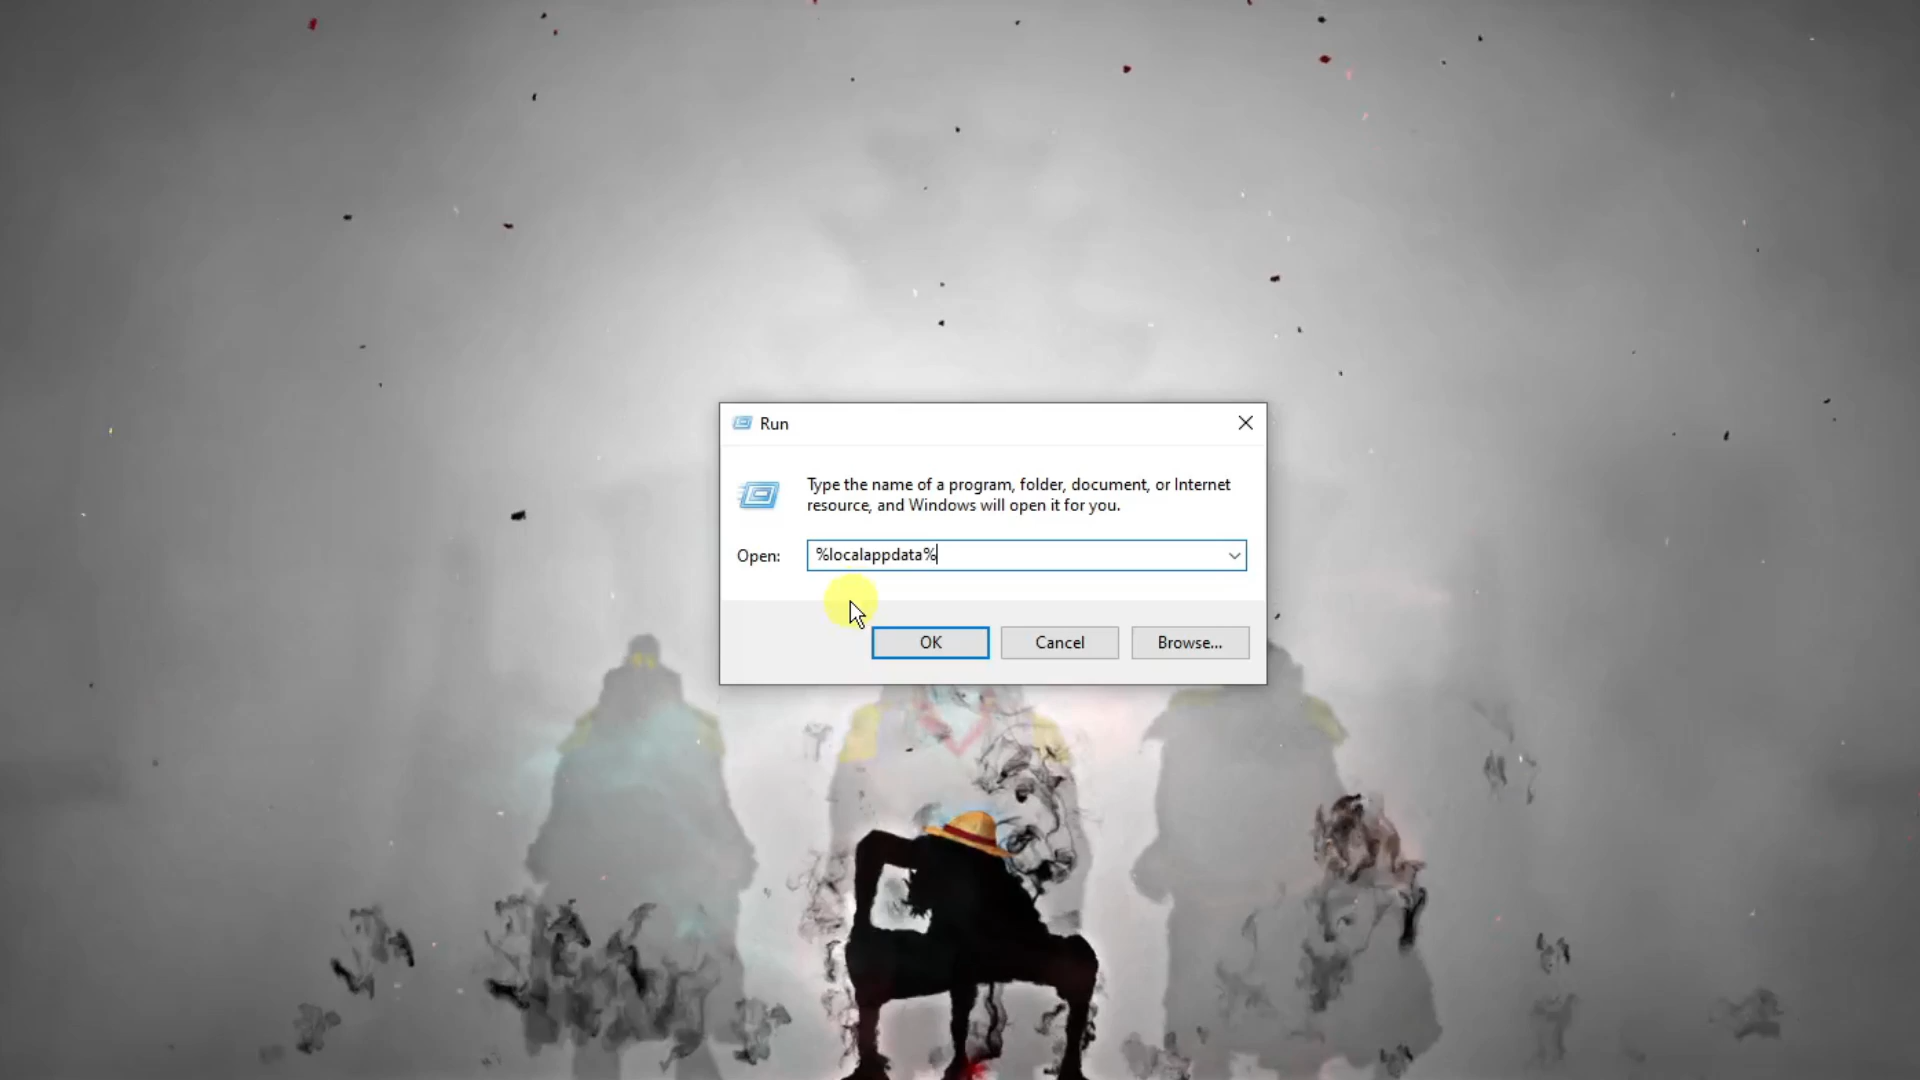 Run
Type the name of a program, folder, document, or Internet
resource, and Windows will open it for you.
Open: %localappdata%
OK Cancel Browse...